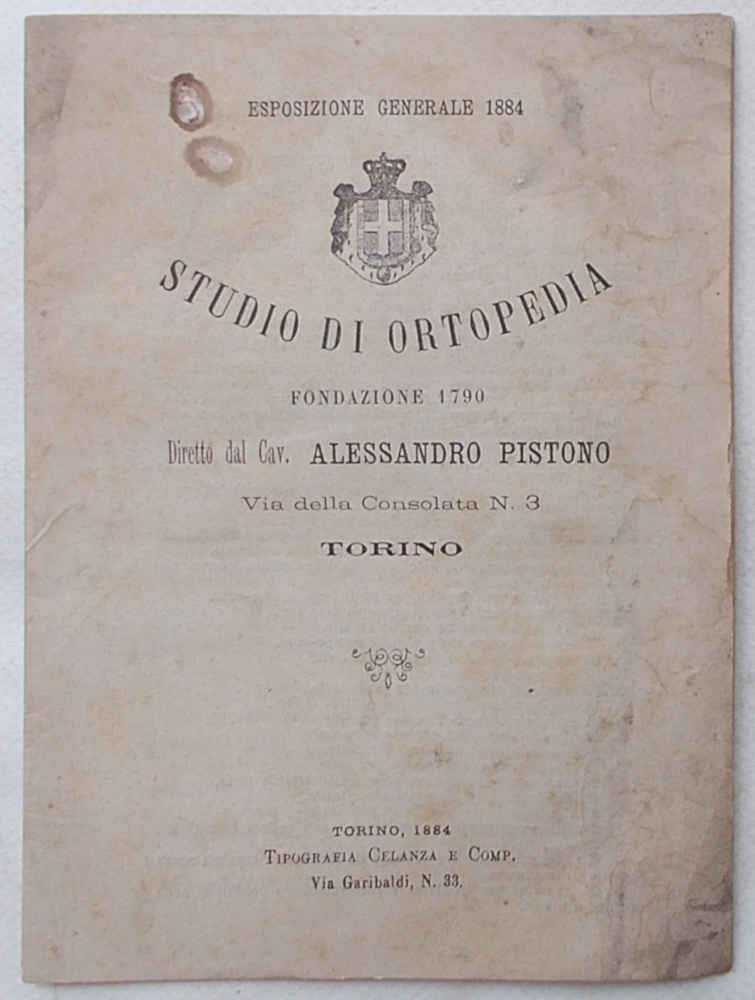 ESPOSIZIONE GENERALE 1884
STUDIO DI ORTOPEDIA
FONDAZIONE 1790
Diretto dal Cav. ALESSANDRO PISTONO
Via della Consolata N. 3
TORINO
TORINO, 1884
TIPOGRAFIA CELANZA E COMP.
Via Garibaldi, N. 33.